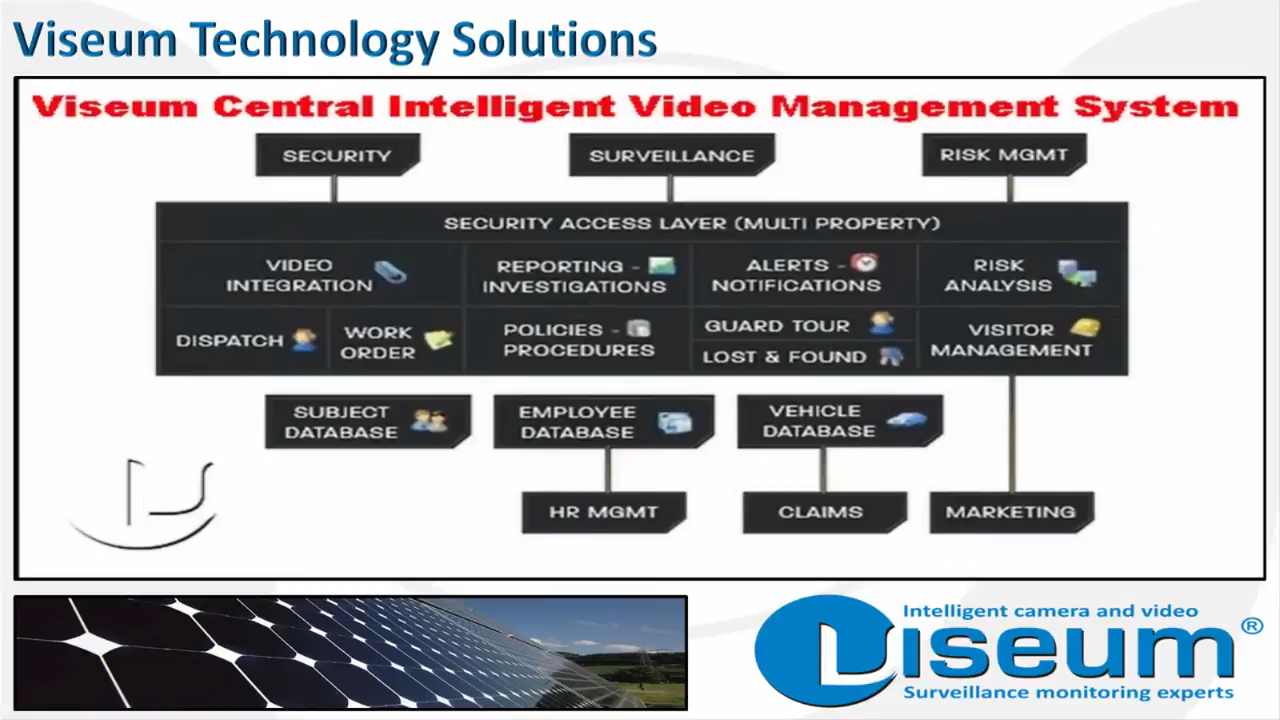 Viseum Technology Solutions
Viseum Central Intelligent Video Management System
SECURITY
SURVEILLANCE
RISK MGMT
SECURITY ACCESS LAYER (MULTI PROPERTY)
VIDEO
INTEGRATION
REPORTING -
INVESTIGATIONS
ALERTS -
NOTIFICATIONS
RISK
ANALYSIS
DISPATCH
WORK
ORDER
POLICIES -
PROCEDURES
GUARD TOUR
LOST & FOUND
VISITOR
MANAGEMENT
SUBJECT
DATABASE
EMPLOYEE
DATABASE
VEHICLE
DATABASE
HR MGMT
CLAIMS
MARKETING
Intelligent camera and video
Viseum®
Surveillance monitoring experts